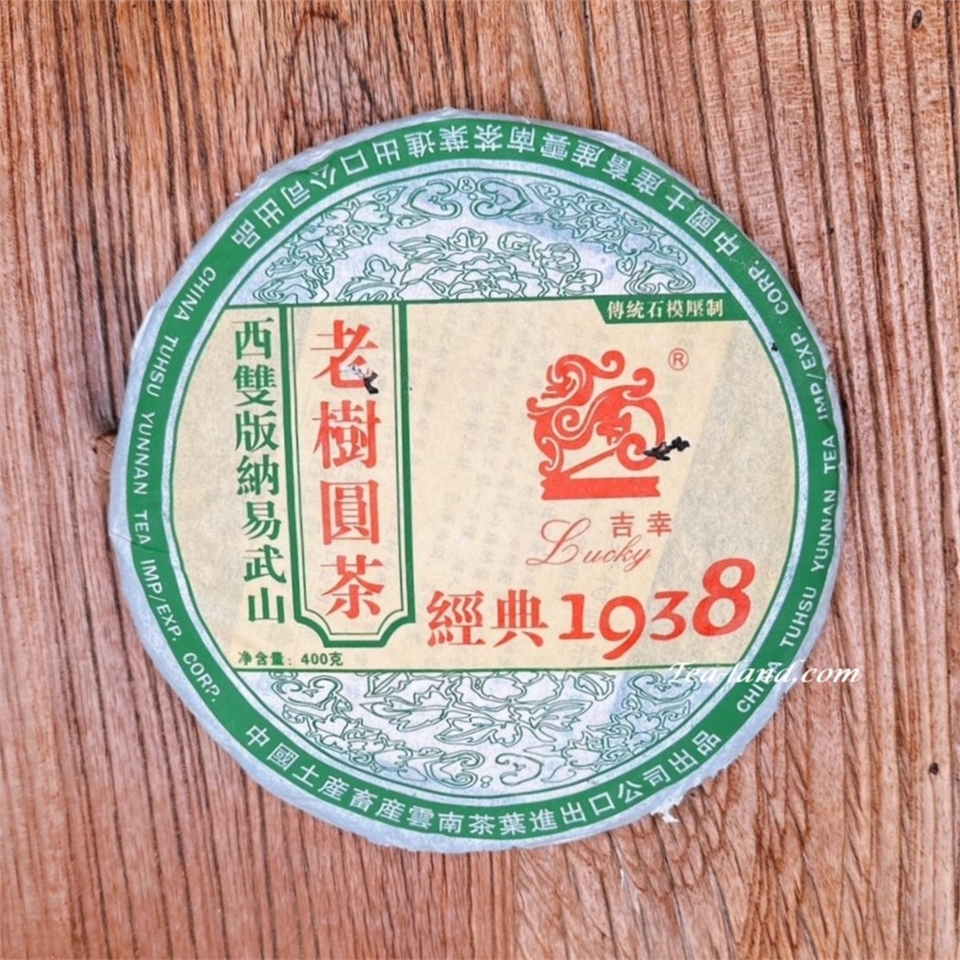 中國土產畜產雲南茶葉進出口公司出品
CHINA TUHSU YUNNAN TEA IMP/EXP. CORP.
傳統石模壓制
西雙版納易武山
老樹圓茶
®
吉幸
Lucky
經典1938
净含量：400克
Tea-land.com
CHINA TUHSU YUNNAN TEA IMP/EXP. CORP.
中國土產畜產雲南茶葉進出口公司出品